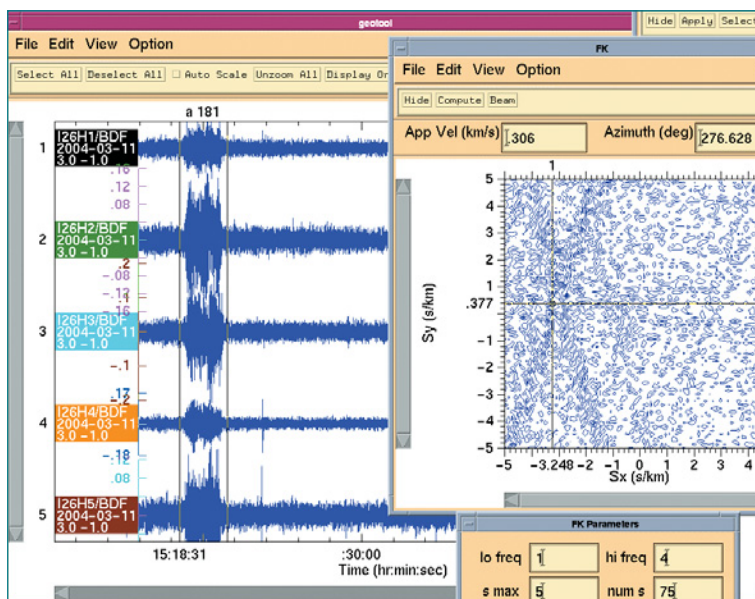 geotool
File Edit View Option
Select All Deselect All Auto Scale Unzoom All Display Or
a 181
1
I26H1/BDF
2004-03-11
3.0 -1.0
.16
.12
.08
2
I26H2/BDF
2004-03-11
3.0 -1.0
.2
-.08
-.12
.1
-.16
3
I26H3/BDF
2004-03-11
3.0 -1.0
-.1
.17
-.2
4
I26H4/BDF
2004-03-11
3.0 -1.0
-.18
.12
.08
5
I26H5/BDF
2004-03-11
3.0 -1.0
15:18:31 :30:00
Time (hr:min:sec)
Hide Apply Select
FK
File Edit View Option
Hide Compute Beam
App Vel (km/s) .306 Azimuth (deg) 276.628
1
5
4
3
2
1
.377
-1
-2
-3
-4
-5
Sy (s/km)
-5 -3.248 -2 -1 0 1 2 3 4
Sx (s/km)
FK Parameters
lo freq 1 hi freq 4
s max 5 num s 75